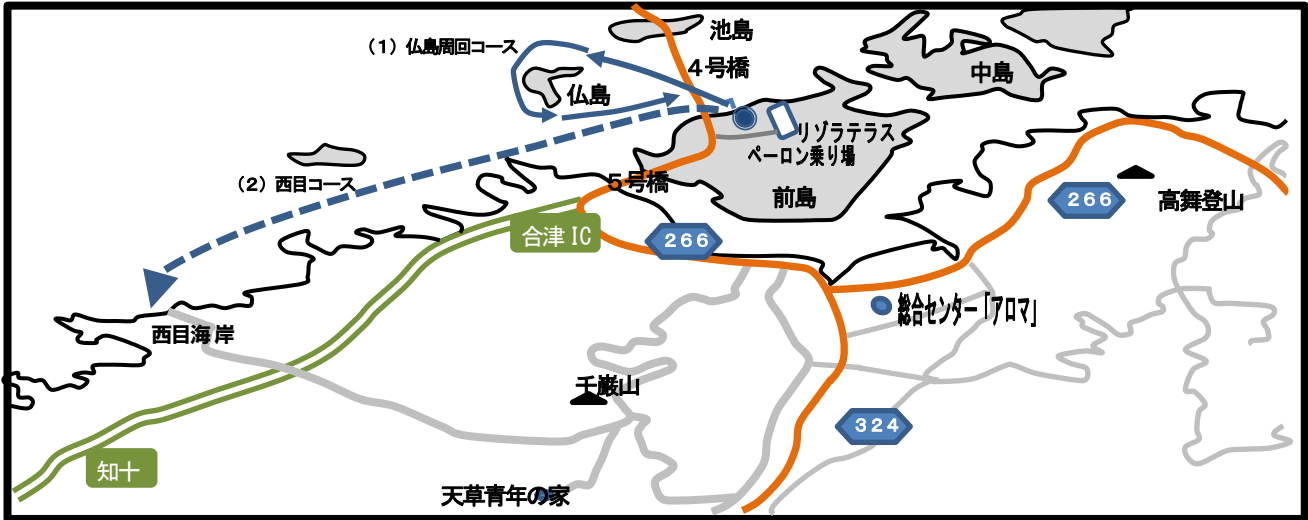 池島
(1) 仏島周回コース
4号橋
中島
仏島
リゾラテラス
ペーロン乗り場
(2) 西目コース
5号橋
前島
266
高舞登山
合津 IC
266
総合センター「アロマ」
西目海岸
千巌山
324
知十
天草青年の家